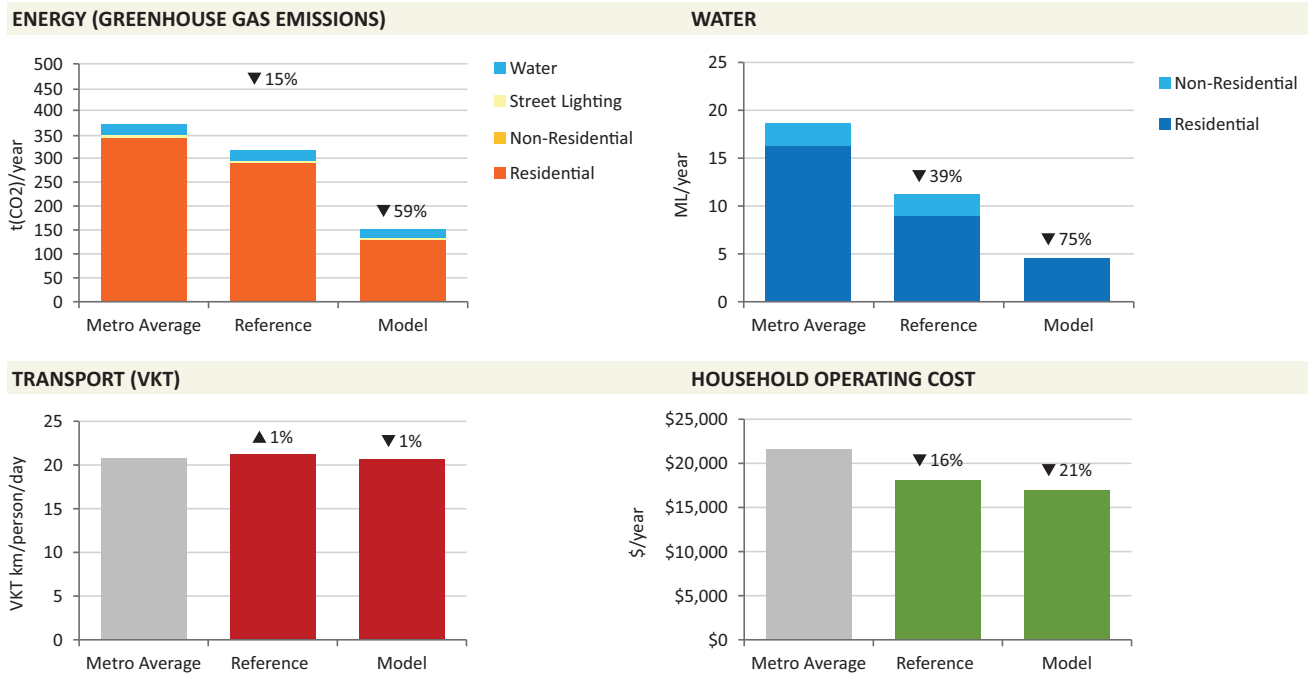 ENERGY (GREENHOUSE GAS EMISSIONS)
t(CO2)/year
500
450
400
350
300
250
200
150
100
50
0
▼15%
▼59%
Metro Average
Reference
Model
Water
Street Lighting
Non-Residential
Residential
WATER
ML/year
25
20
15
10
5
0
▼39%
▼75%
Metro Average
Reference
Model
Non-Residential
Residential
TRANSPORT (VKT)
VKT km/person/day
25
20
15
10
5
0
▲1%
▼1%
Metro Average
Reference
Model
HOUSEHOLD OPERATING COST
$/year
$25,000
$20,000
$15,000
$10,000
$5,000
$0
▼16%
▼21%
Metro Average
Reference
Model